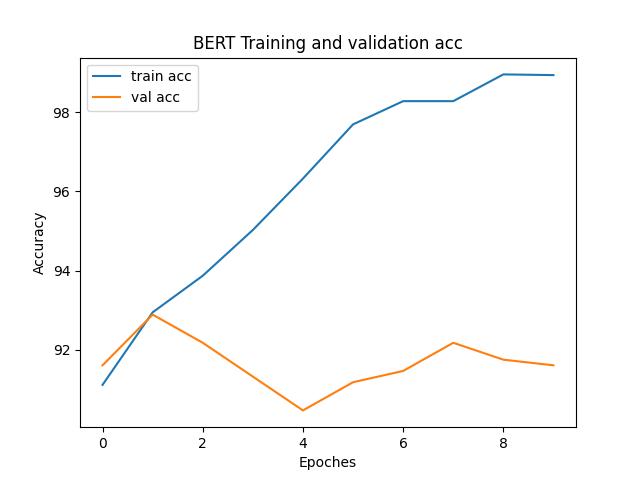 BERT Training and validation acc
train acc
val acc
98
96
94
92
Accuracy
0
2
4
6
8
Epoches